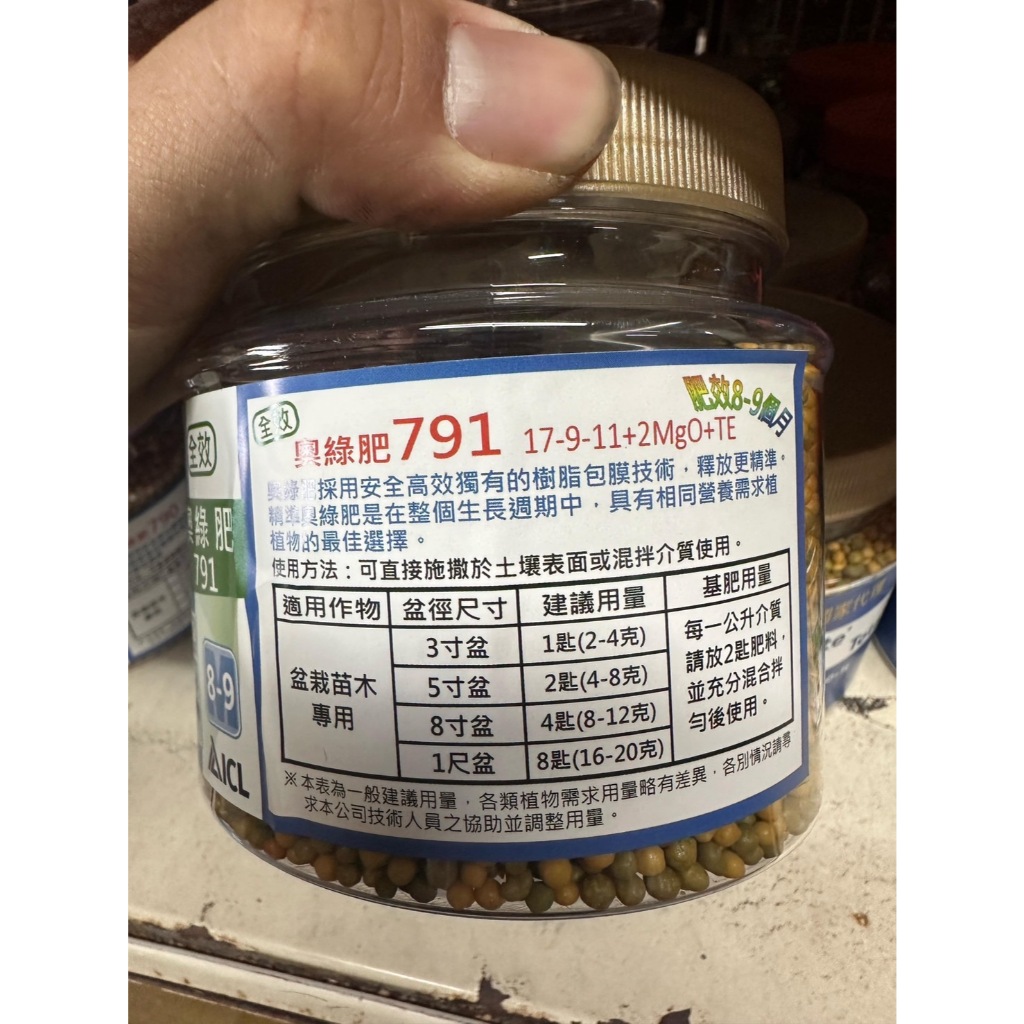 全效
奧綠肥791 17-9-11+2MgO+TE
肥效8-9個月
奧綠肥採用安全高效獨有的樹脂包膜技術，釋放更精準。
精準奧綠肥是在整個生長週期中，具有相同營養需求植
植物的最佳選擇。
使用方法：可直接施撒於土壤表面或混拌介質使用。
適用作物 盆徑尺寸 建議用量 基肥用量
盆栽苗木
專用
3寸盆 1匙(2-4克)
5寸盆 2匙(4-8克)
8寸盆 4匙(8-12克)
1尺盆 8匙(16-20克)
每一公升介質
請放2匙肥料，
並充分混合拌
勻後使用。
※本表為一般建議用量，各類植物需求用量略有差異，各別情況請尋
求本公司技術人員之協助並調整用量。
全效
奧綠肥
791
8-9
ICL